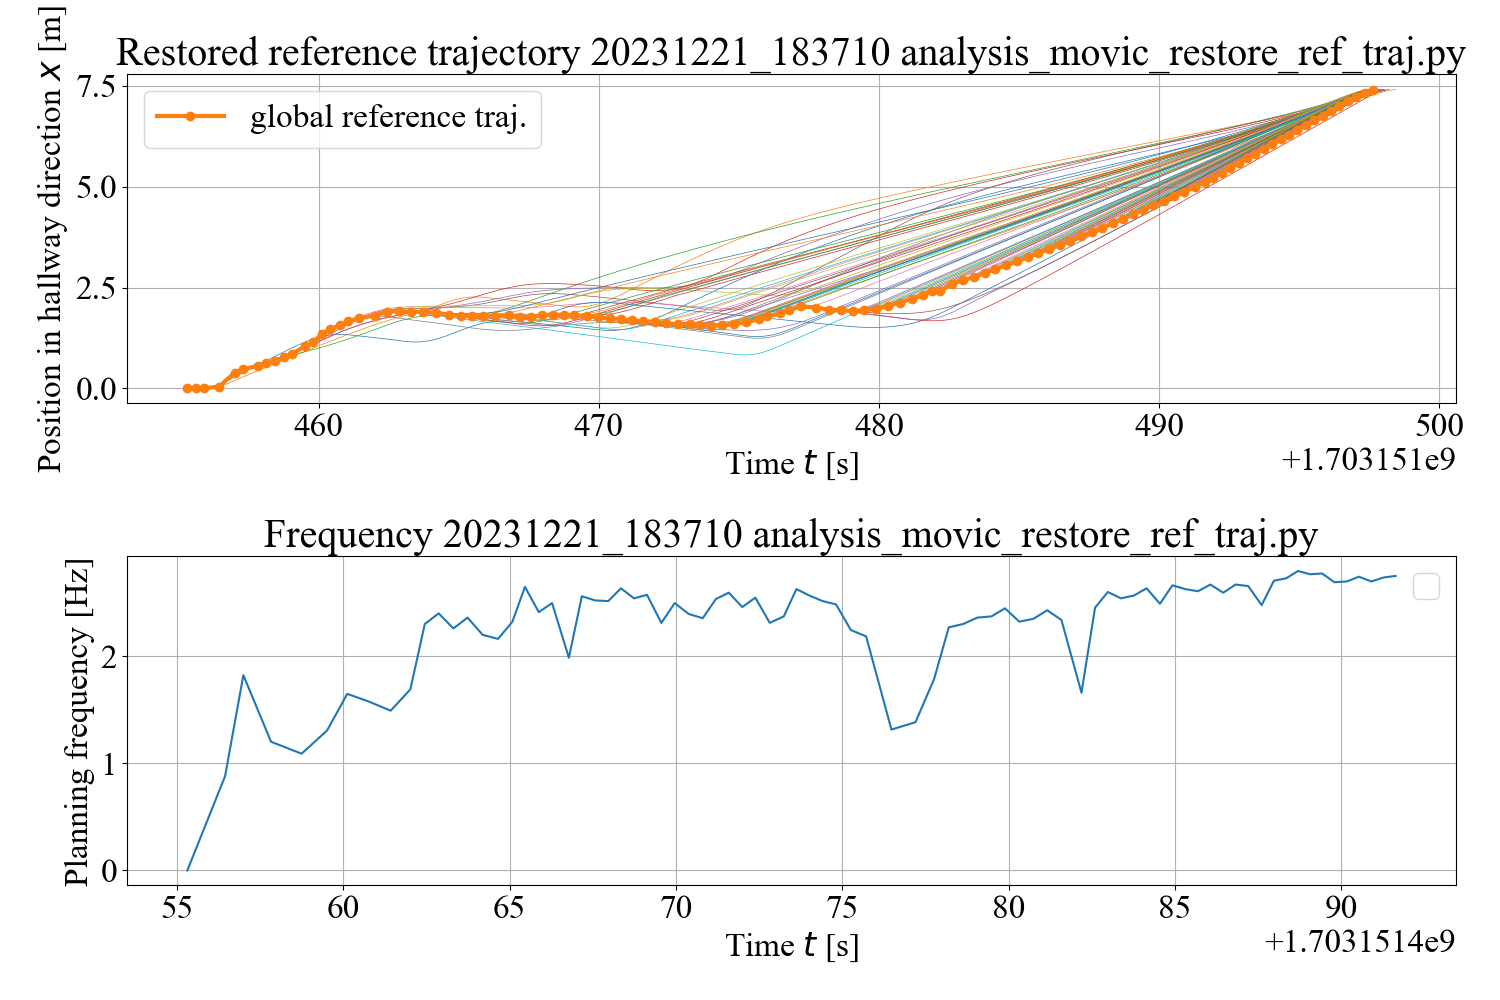 Restored reference trajectory 20231221_183710 analysis_movic_restore_ref_traj.py
Position in hallway direction x [m]
7.5
5.0
2.5
0.0
global reference traj.
460
470
480
490
500
Time t [s]
+1.703151e9
Frequency 20231221_183710 analysis_movic_restore_ref_traj.py
Planning frequency [Hz]
2
1
0
55
60
65
70
75
80
85
90
Time t [s]
+1.7031514e9